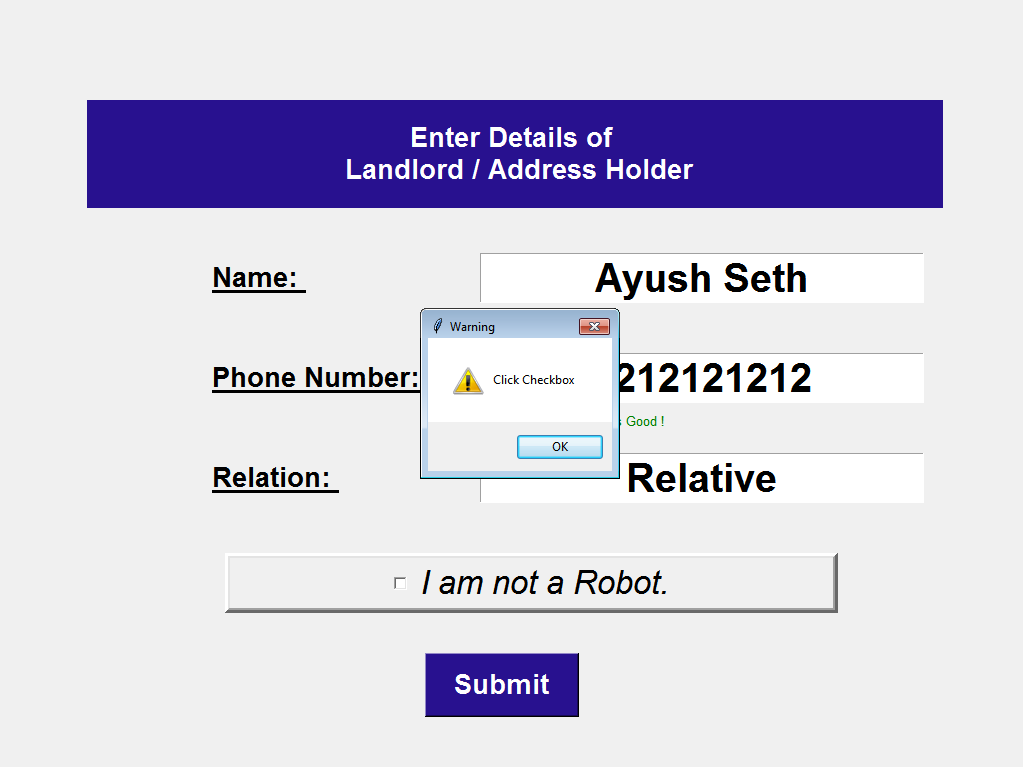 Enter Details of
Landlord / Address Holder
Name:
Ayush Seth
Warning
Click Checkbox
OK
Phone Number:
212121212
Good !
Relation:
Relative
I am not a Robot.
Submit